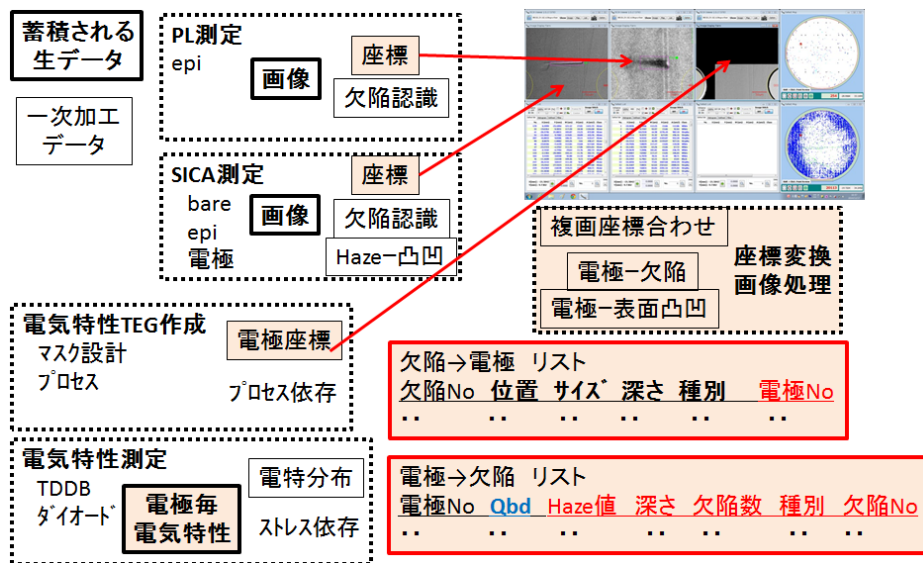 蓄積される
生データ
一次加工
データ
PL測定
epi
画像
座標
欠陥認識
SICA測定
bare
epi
電極
画像
座標
欠陥認識
Hazeー凸凹
複画座標合わせ
電極ー欠陥
電極ー表面凸凹
座標変換
画像処理
電気特性TEG作成
マスク設計
プロセス
電極座標
プロセス依存
欠陥→電極 リスト
欠陥No 位置 サイズ 深さ 種別 電極No
‥ ‥ ‥ ‥ ‥ ‥
電気特性測定
TDDB
ダイオード
電極毎
電気特性
電特分布
ストレス依存
電極→欠陥 リスト
電極No Qbd Haze値 深さ 欠陥数 種別 欠陥No
‥ ‥ ‥ ‥ ‥ ‥ ‥